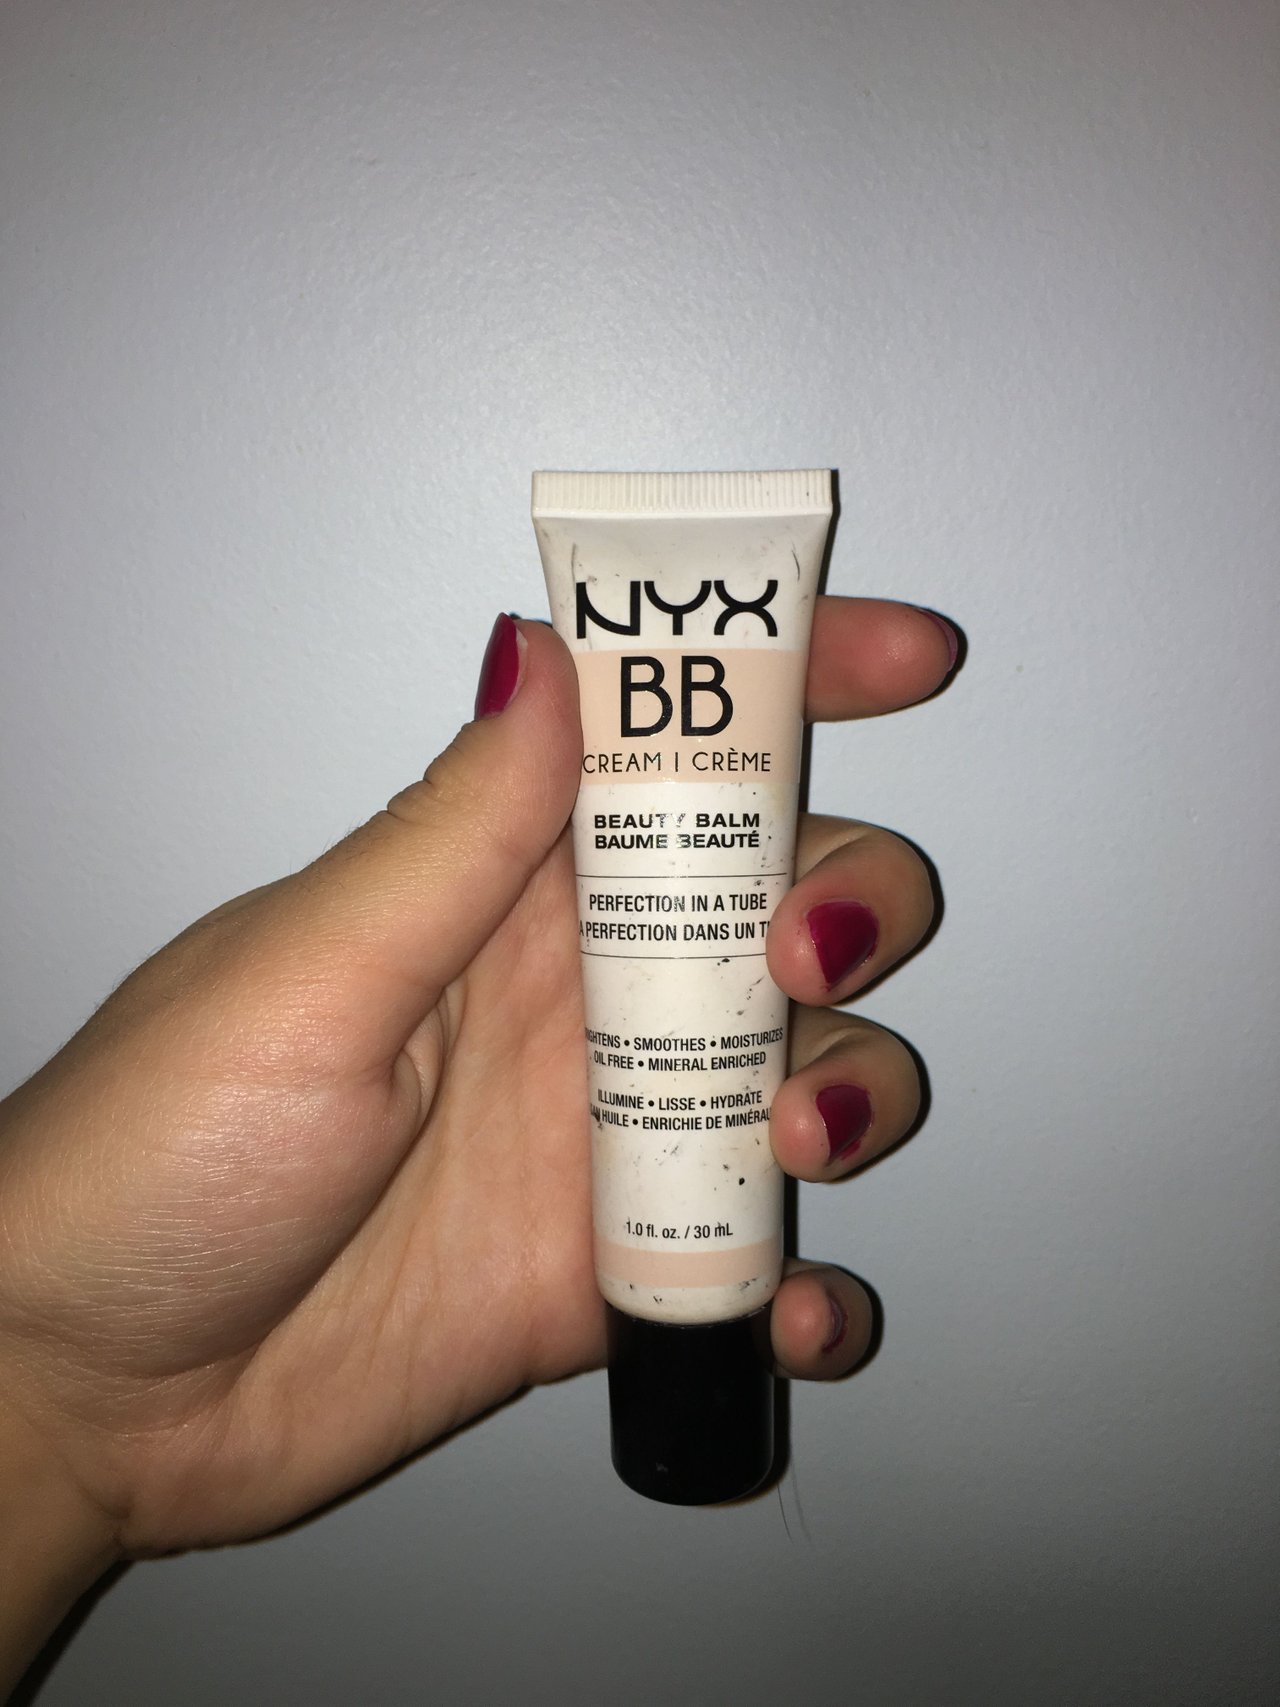 NYX
BB
CREAM | CRÈME
BEAUTY BALM
BAUME BEAUTÉ
PERFECTION IN A TUBE
PERFECTION DANS UN
SMOOTHES • MOISTURIZES
OIL FREE • MINERAL ENRICHED
ILLUMINE • LISSE • HYDRATE
HUILE • ENRICHIE DE
1.0 fl. oz. / 30 mL